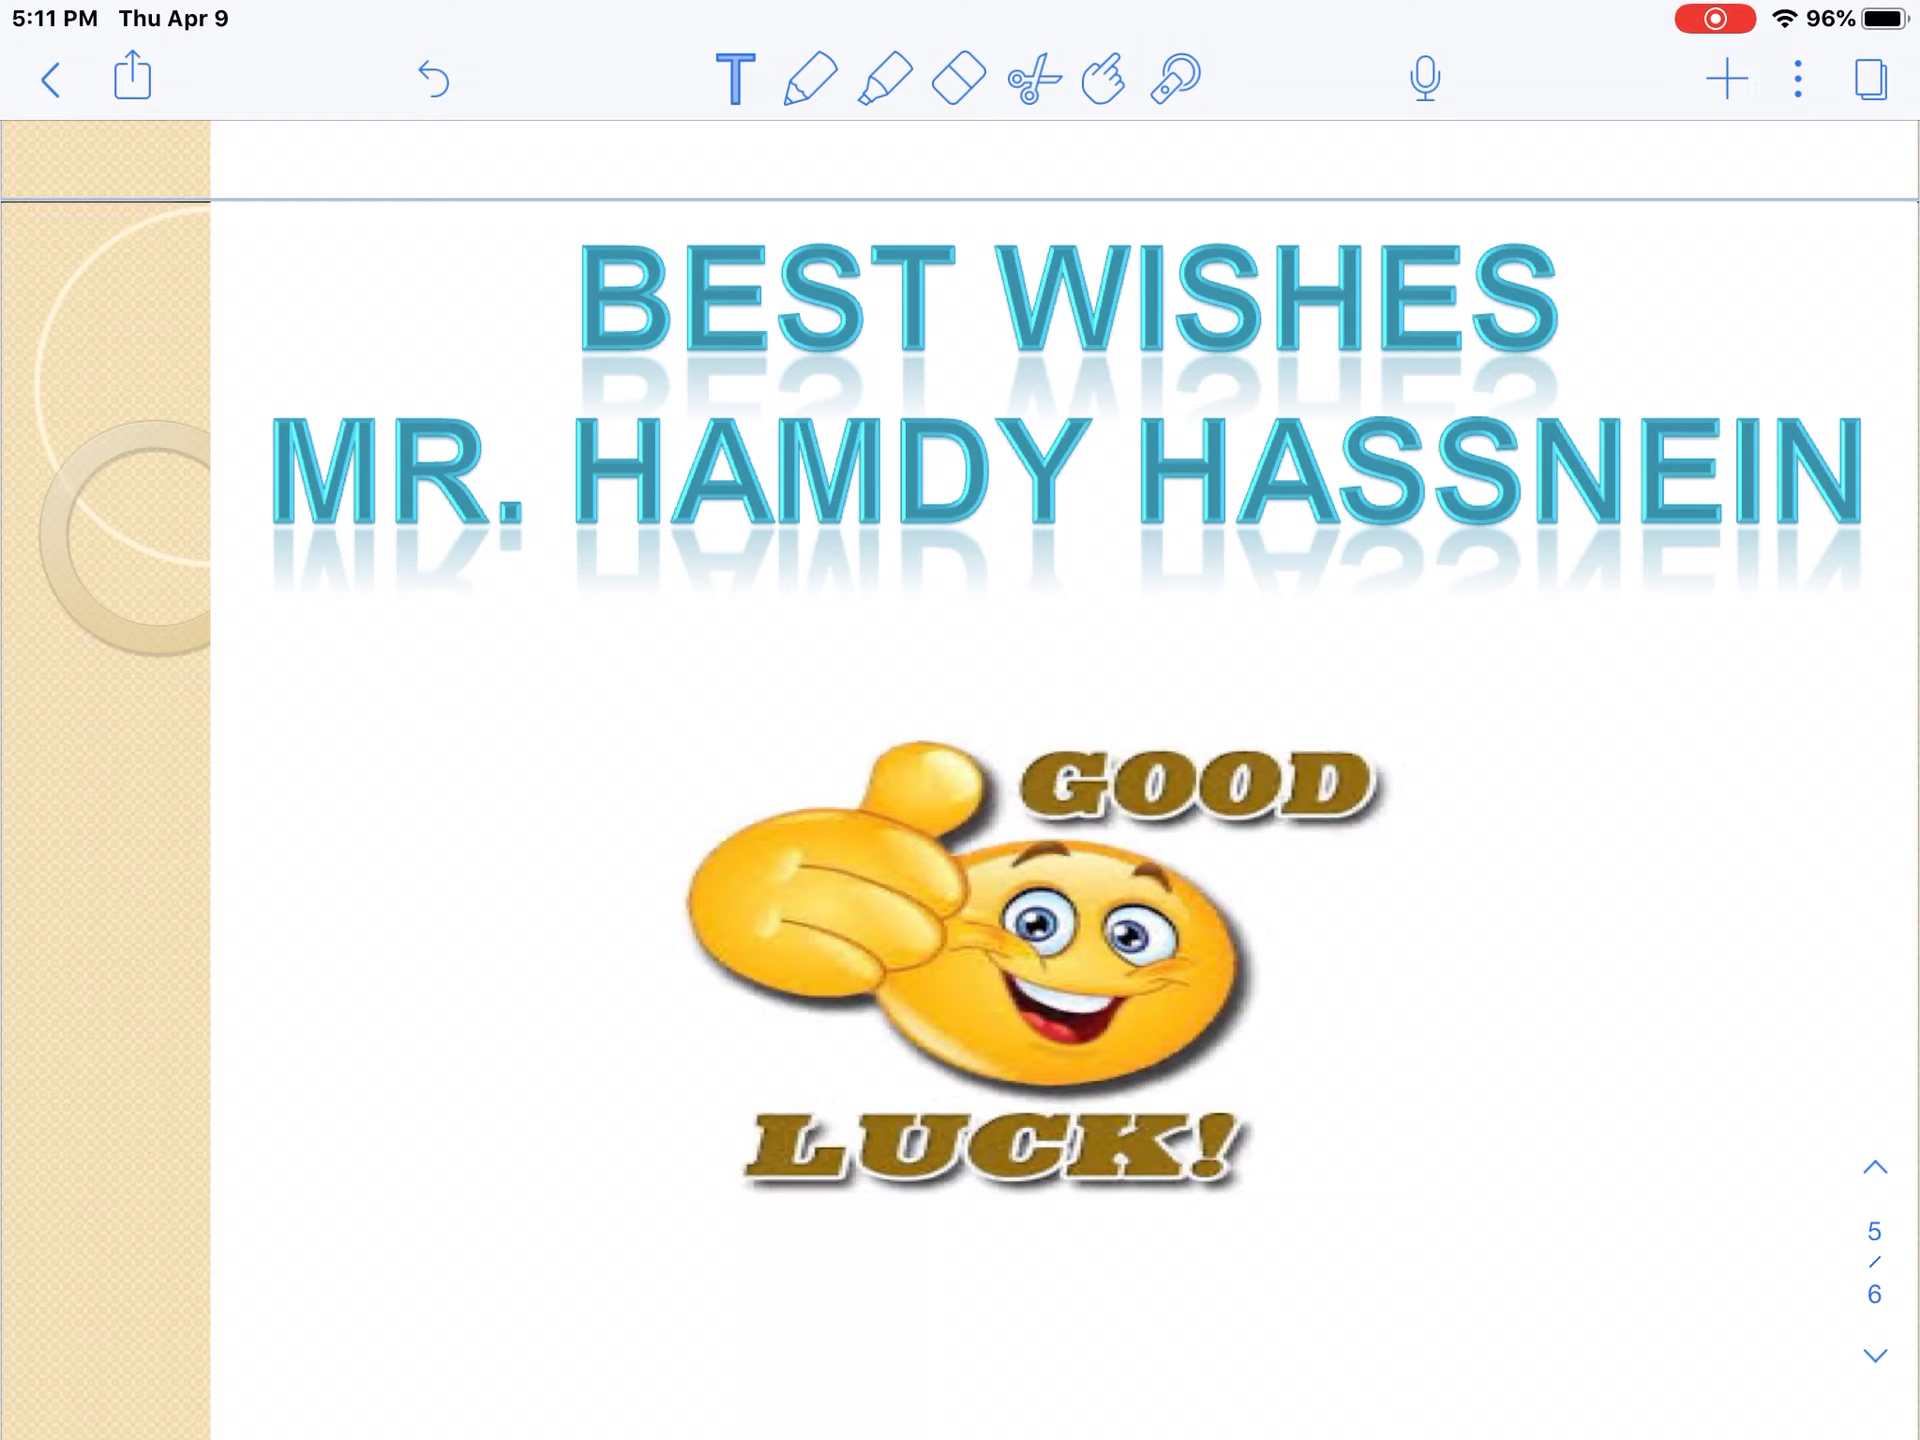 5:11 PM Thu Apr 9
96%
BEST WISHES
MR. HAMDY HASSNEIN
GOOD
LUCK!
5
/
6